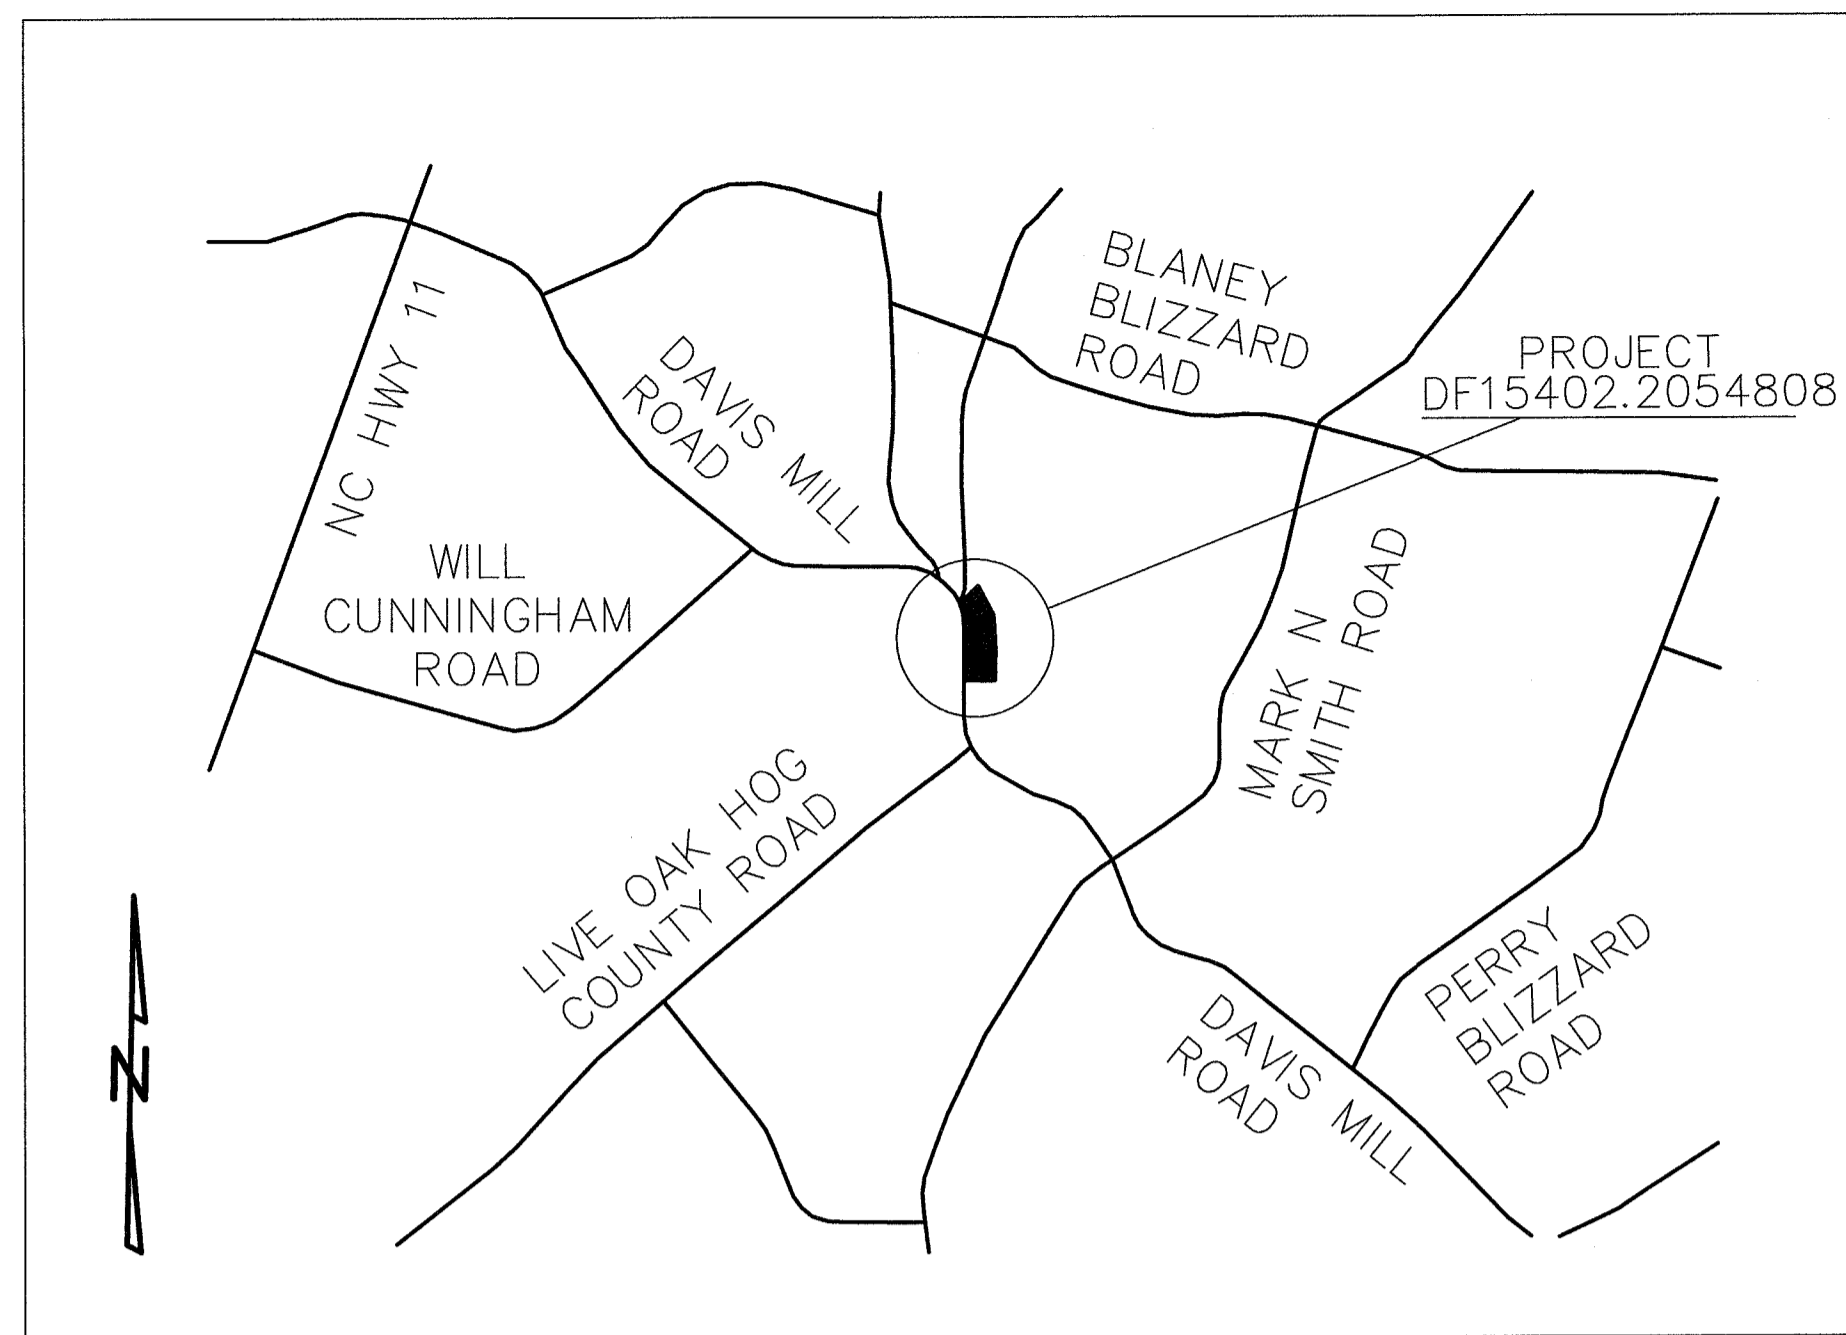 BLANEY
BLIZZARD
ROAD
PROJECT
DF15402.2054808
NC HWY 11
DAVIS MILL
ROAD
WILL
CUNNINGHAM
ROAD
MARK N
SMITH ROAD
LIVE OAK HOG
COUNTY ROAD
PERRY
BLIZZARD
ROAD
DAVIS MILL
ROAD
N